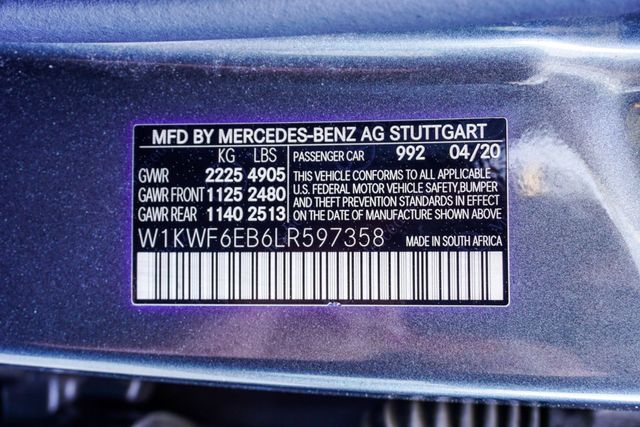 MFD BY MERCEDES-BENZ AG STUTTGART
KG LBS
GVWR 2225 4905
GAWR FRONT 1125 2480
GAWR REAR 1140 2513
PASSENGER CAR 992 04/20
THIS VEHICLE CONFORMS TO ALL APPLICABLE
U.S. FEDERAL MOTOR VEHICLE SAFETY,BUMPER
AND THEFT PREVENTION STANDARDS IN EFFECT
ON THE DATE OF MANUFACTURE SHOWN ABOVE
W1KWF6EB6LR597358 MADE IN SOUTH AFRICA